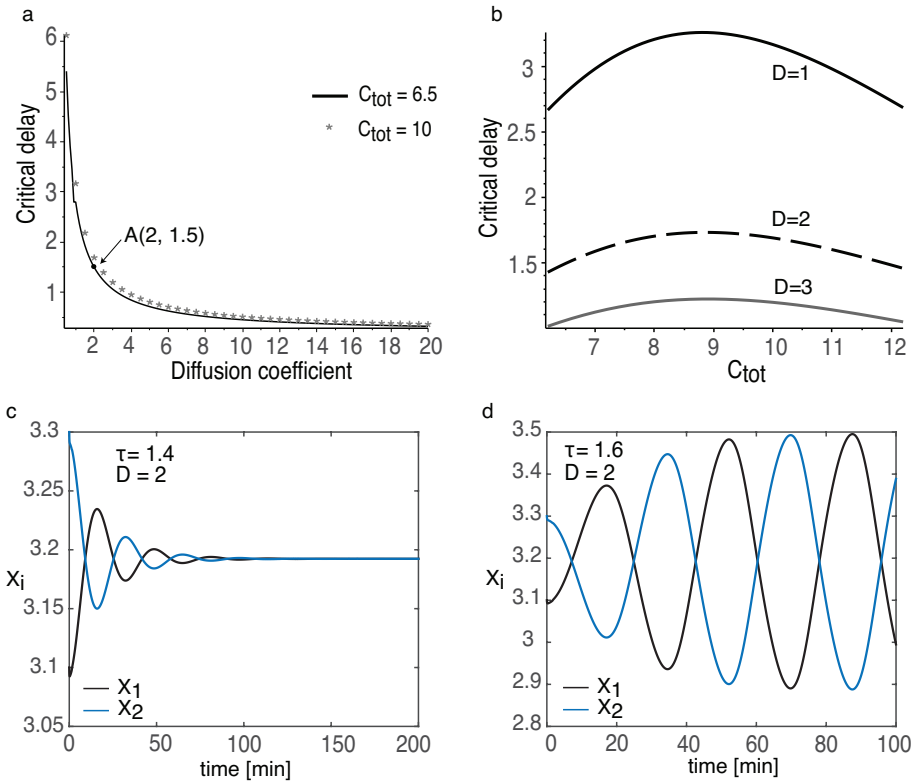 a
6
5
4
3
2
1
Critical delay
C_tot = 6.5
* C_tot = 10
A(2, 1.5)
2 4 6 8 10 12 14 16 18 20
Diffusion coefficient
b
3
2.5
2
1.5
Critical delay
D=1
D=2
D=3
7 8 9 10 11 12
C_tot
c
3.3
3.25
3.2
3.15
3.1
3.05
X_i
τ = 1.4
D = 2
X_1
X_2
0 50 100 150 200
time [min]
d
3.5
3.4
3.3
3.2
3.1
3
2.9
2.8
X_i
τ = 1.6
D = 2
X_1
X_2
0 20 40 60 80 100
time [min]